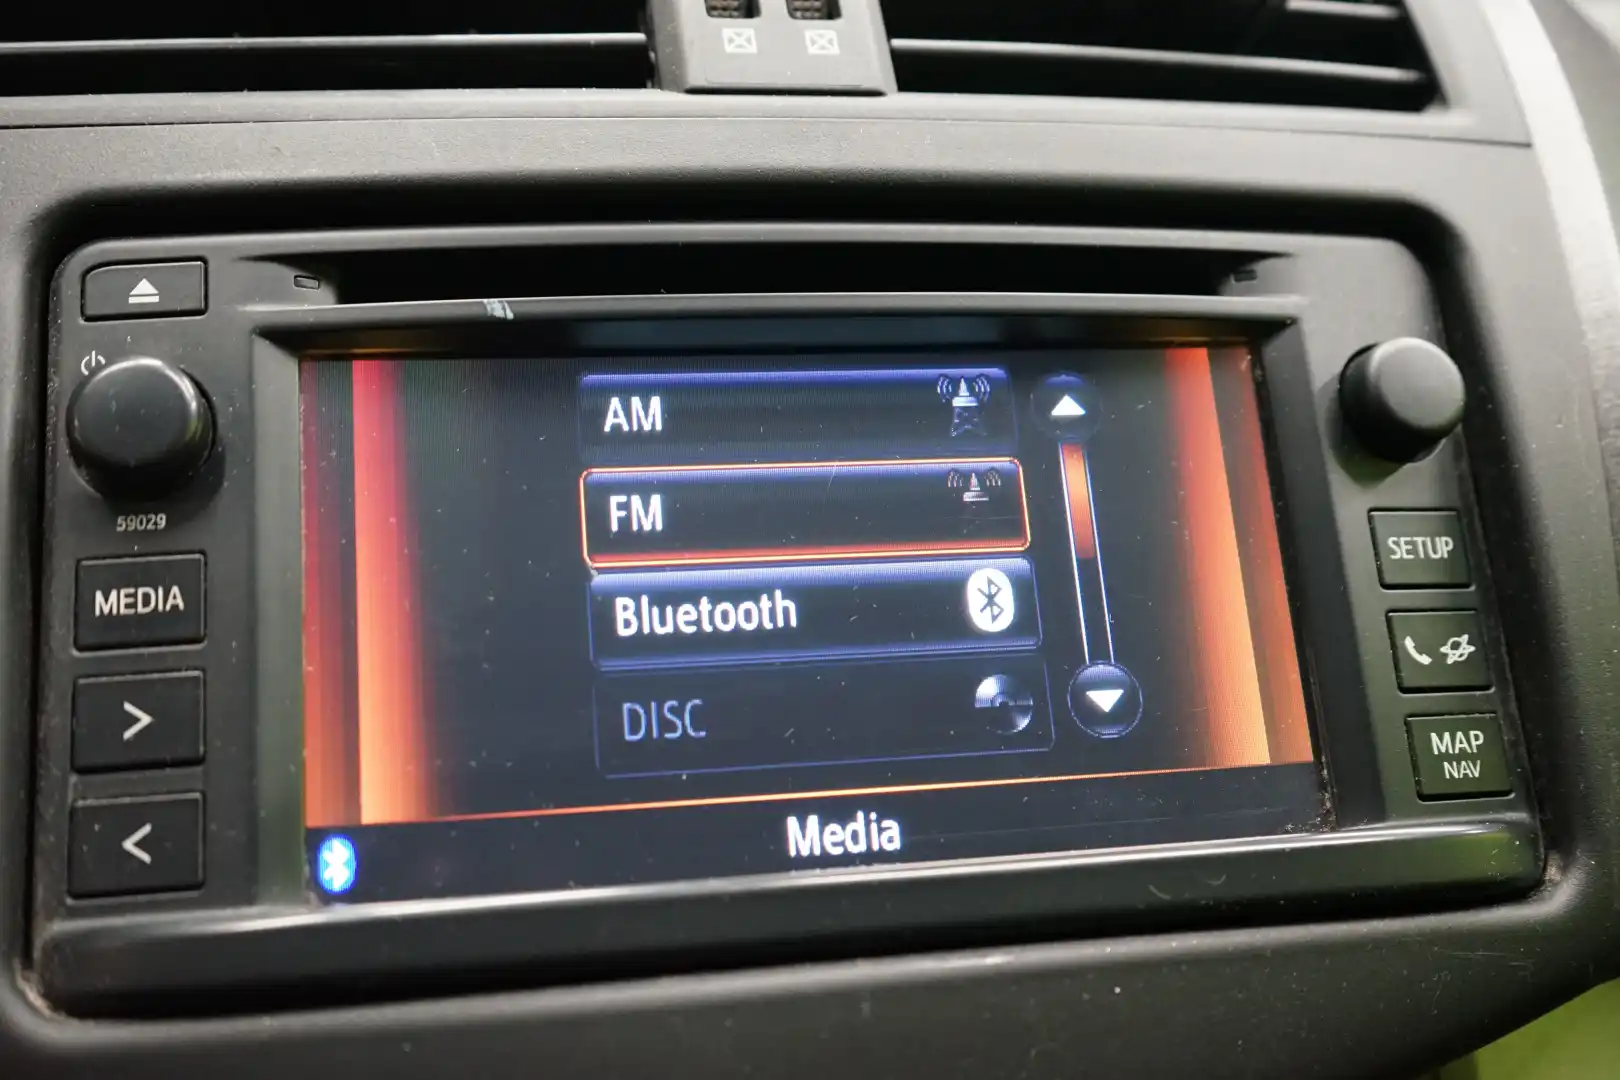 AM
FM
Bluetooth
DISC
Media
59029
MEDIA
>
<
SETUP
MAP
NAV